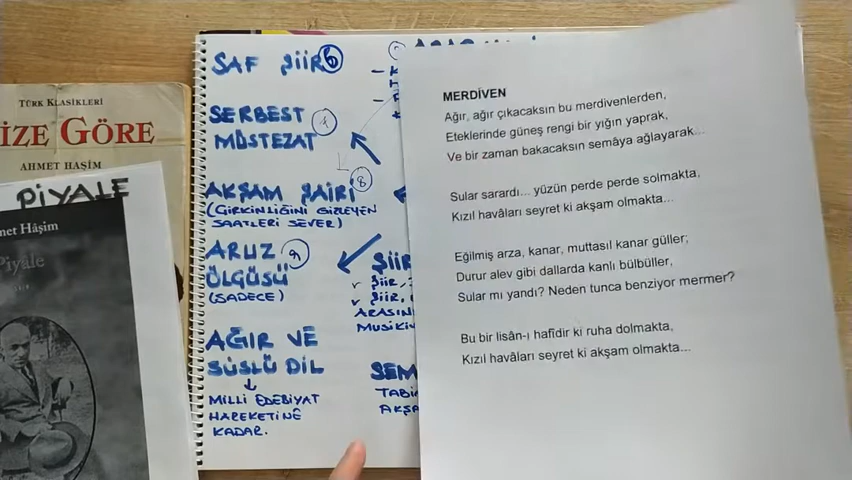 TÜRK KLASİKLERİ
İZE GÖRE
AHMET HAŞİM
PİYALE
met Hâşim
Piyâle
SAF ŞİİR 6
SERBEST
MÜSTEZAT
AKŞAM ŞAİRİ 8
(ÇİRKİNLİĞİNİ GİZLEYEN
SAATLERİ SEVER)
ARUZ
ÖLÇÜSÜ
(SADECE)
AĞIR VE
SÜSLÜ DİL
MİLLİ EDEBİYAT
HAREKETİNE
KADAR.
ŞİİR
ŞİİR,
ŞİİR,
ARASIN
MUSİKİ
SEM
TABİ
AKŞA
MERDİVEN
Ağır, ağır çıkacaksın bu merdivenlerden,
Eteklerinde güneş rengi bir yığın yaprak,
Ve bir zaman bakacaksın semâya ağlayarak...
Sular sarardı... yüzün perde perde solmakta,
Kızıl havâları seyret ki akşam olmakta...
Eğilmiş arza, kanar, muttasıl kanar güller;
Durur alev gibi dallarda kanlı bülbüller,
Sular mı yandı? Neden tunca benziyor mermer?
Bu bir lisân-ı hafîdir ki ruha dolmakta,
Kızıl havâları seyret ki akşam olmakta...